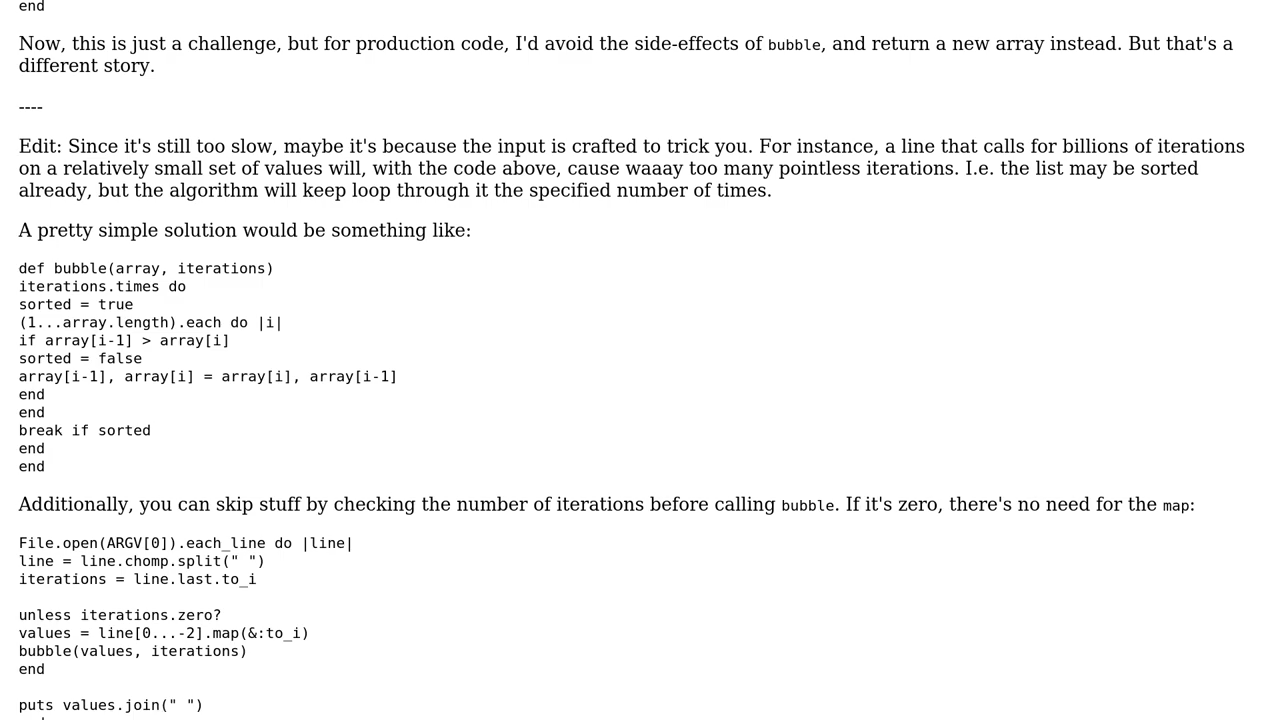 end
Now, this is just a challenge, but for production code, I'd avoid the side-effects of bubble, and return a new array instead. But that's a
different story.
----
Edit: Since it's still too slow, maybe it's because the input is crafted to trick you. For instance, a line that calls for billions of iterations
on a relatively small set of values will, with the code above, cause waaay too many pointless iterations. I.e. the list may be sorted
already, but the algorithm will keep loop through it the specified number of times.
A pretty simple solution would be something like:
def bubble(array, iterations)
iterations.times do
sorted = true
(1...array.length).each do |i|
if array[i-1] > array[i]
sorted = false
array[i-1], array[i] = array[i], array[i-1]
end
end
break if sorted
end
end
Additionally, you can skip stuff by checking the number of iterations before calling bubble. If it's zero, there's no need for the map:
File.open(ARGV[0]).each_line do |line|
line = line.chomp.split(" ")
iterations = line.last.to_i
unless iterations.zero?
values = line[0...-2].map(&:to_i)
bubble(values, iterations)
end
puts values.join(" ")